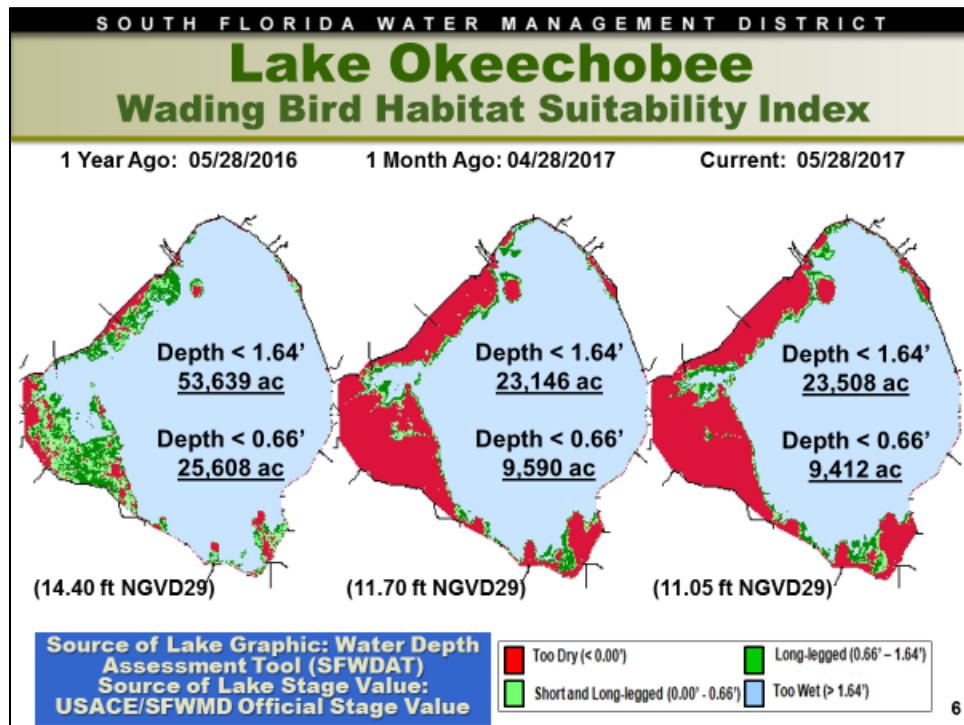 SOUTH FLORIDA WATER MANAGEMENT DISTRICT
Lake Okeechobee
Wading Bird Habitat Suitability Index
1 Year Ago: 05/28/2016
1 Month Ago: 04/28/2017
Current: 05/28/2017
Depth < 1.64’
53,639 ac
Depth < 0.66’
25,608 ac
(14.40 ft NGVD29)
Depth < 1.64’
23,146 ac
Depth < 0.66’
9,590 ac
(11.70 ft NGVD29)
Depth < 1.64’
23,508 ac
Depth < 0.66’
9,412 ac
(11.05 ft NGVD29)
Source of Lake Graphic: Water Depth
Assessment Tool (SFWDAT)
Source of Lake Stage Value:
USACE/SFWMD Official Stage Value
Too Dry (< 0.00’)
Long-legged (0.66’ – 1.64’)
Short and Long-legged (0.00’ - 0.66’)
Too Wet (> 1.64’)
6